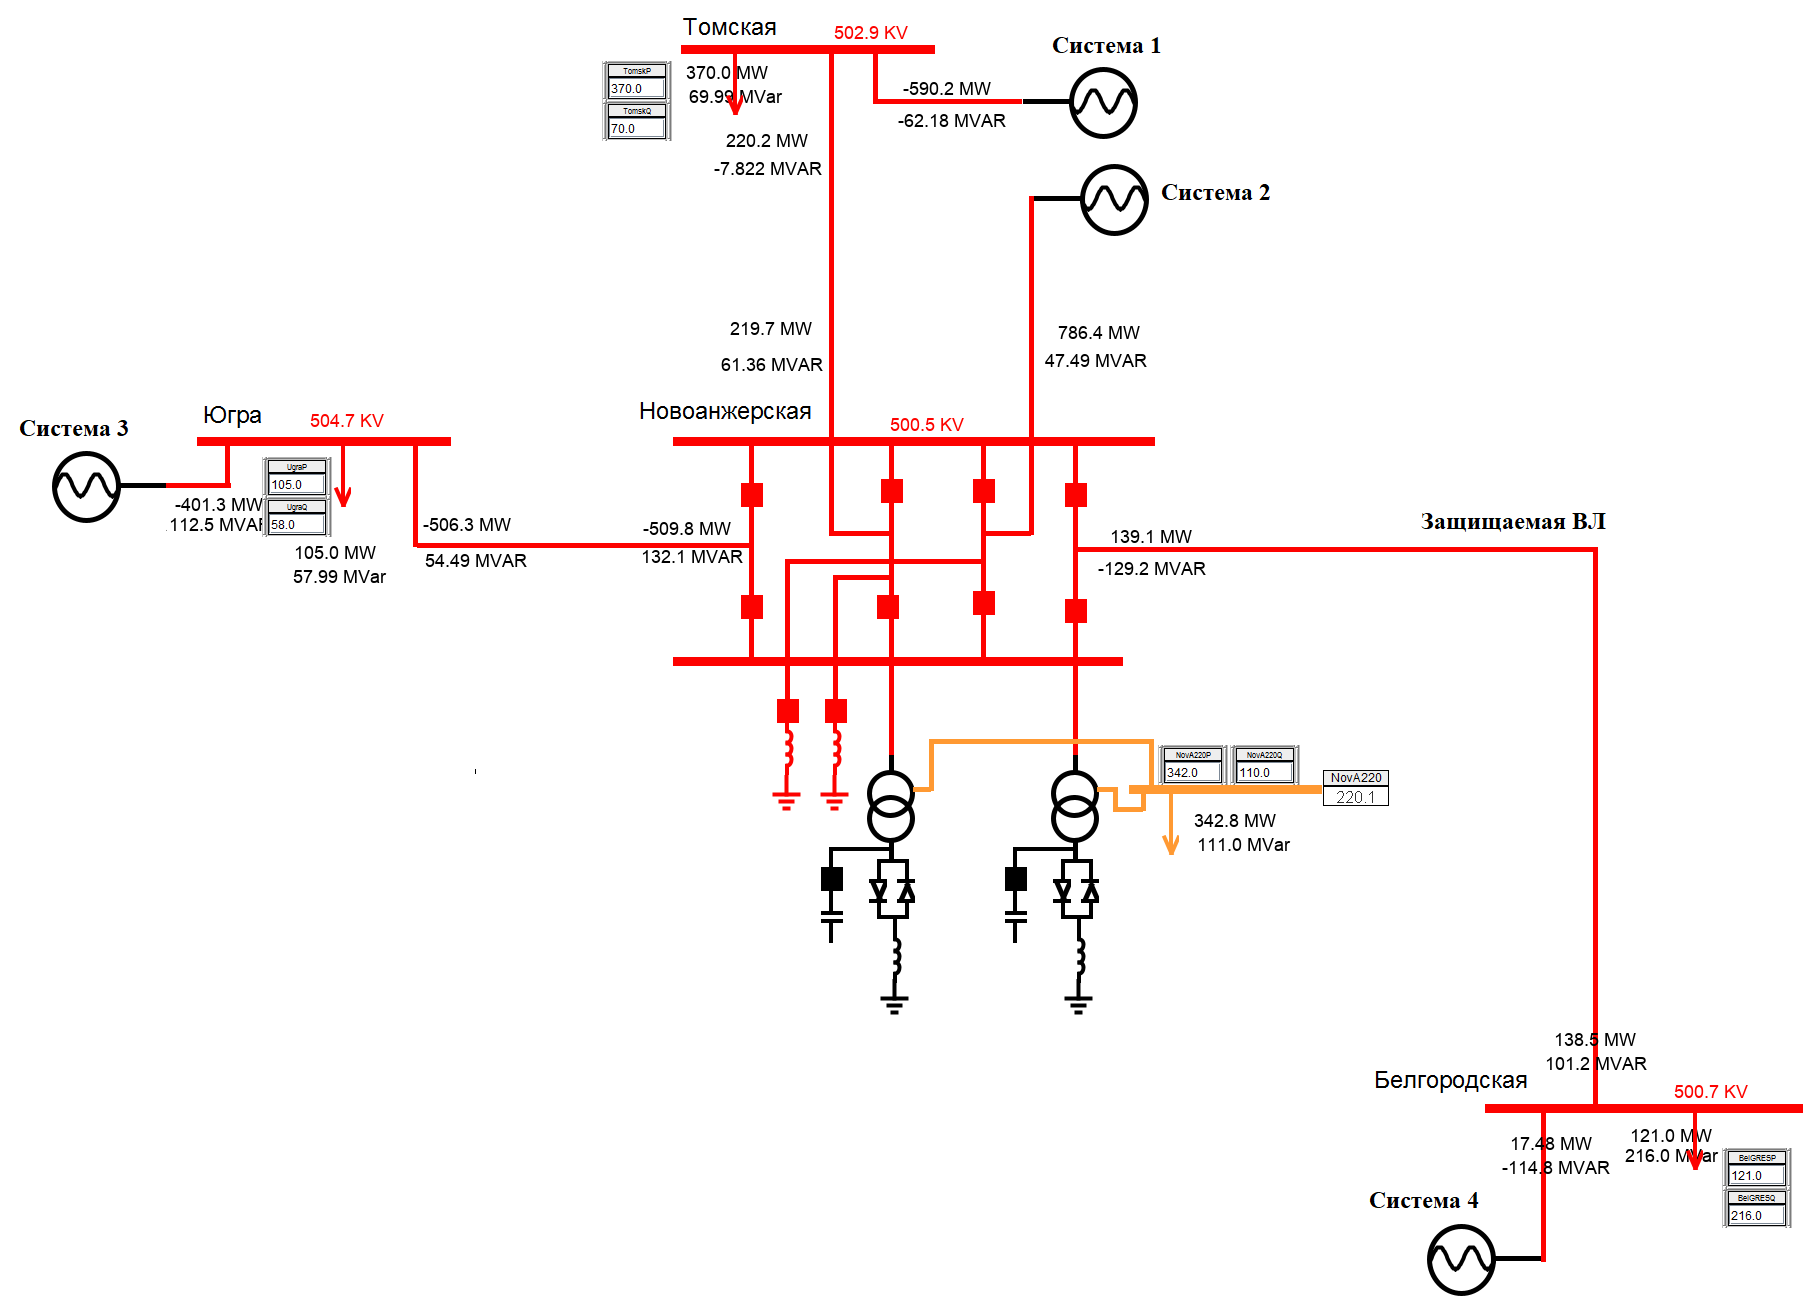 Томская
502.9 KV
Система 1
TomskP
370.0
TomskQ
70.0
370.0 MW
69.99 MVar
-590.2 MW
-62.18 MVAR
220.2 MW
-7.822 MVAR
Система 2
219.7 MW
61.36 MVAR
786.4 MW
47.49 MVAR
Система 3
Югра
504.7 KV
UgraP
105.0
UgraQ
58.0
-401.3 MW
112.5 MVAR
105.0 MW
57.99 MVar
-506.3 MW
54.49 MVAR
Новоанжерская
500.5 KV
-509.8 MW
132.1 MVAR
139.1 MW
-129.2 MVAR
Защищаемая ВЛ
NovA220P
342.0
NovA220Q
110.0
NovA220
220.1
342.8 MW
111.0 MVar
138.5 MW
101.2 MVAR
Белгородская
500.7 KV
17.48 MW
-114.8 MVAR
121.0 MW
216.0 MVar
BelGRESP
121.0
BelGRESQ
216.0
Система 4